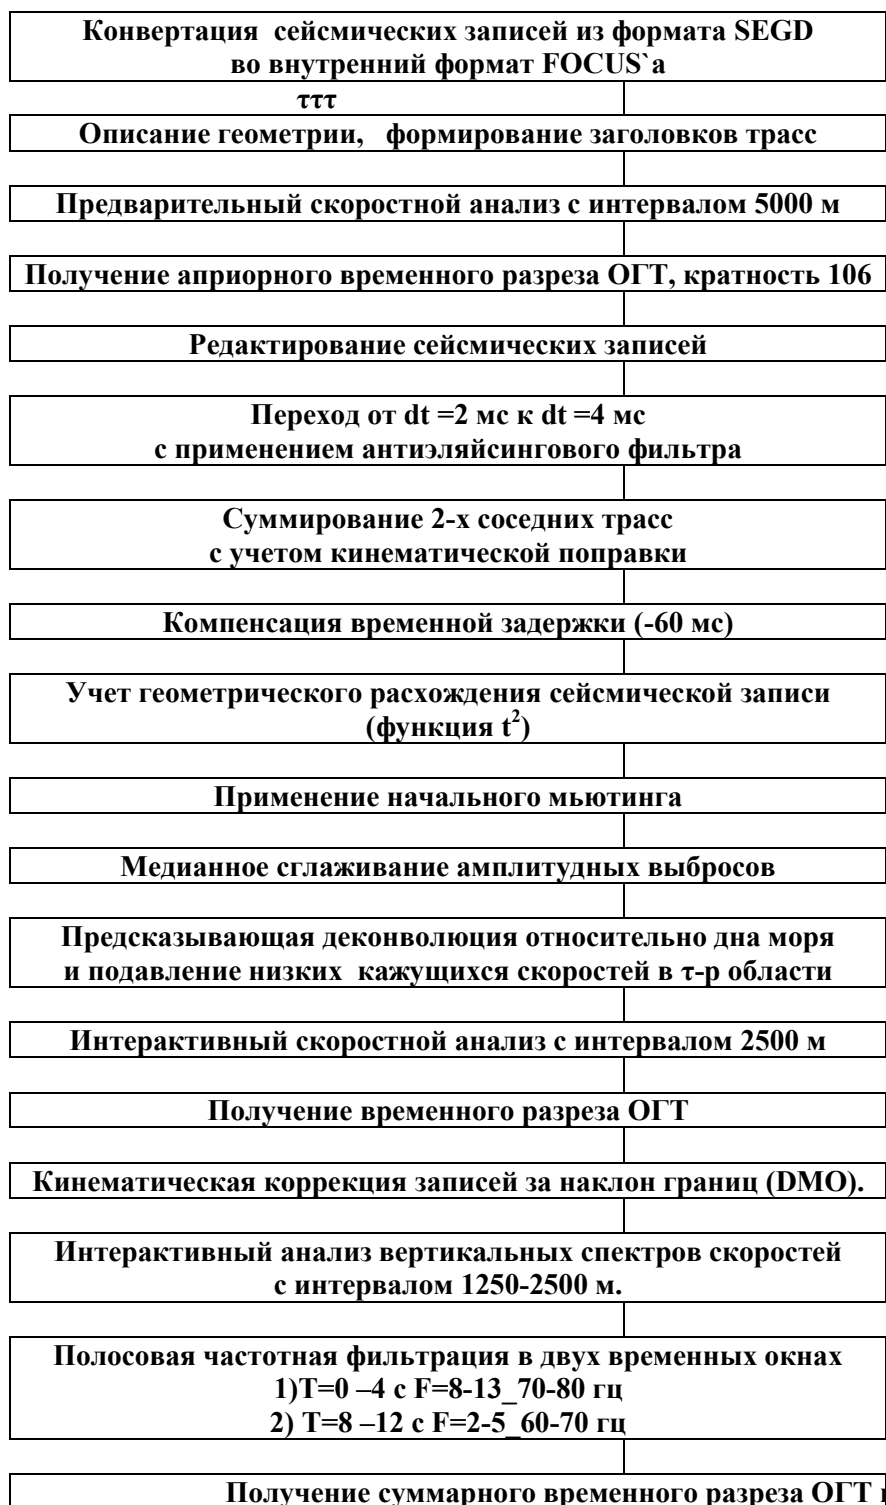 Конвертация сейсмических записей из формата SEGD
во внутренний формат FOCUS`а
τττ
Описание геометрии, формирование заголовков трасс
Предварительный скоростной анализ с интервалом 5000 м
Получение априорного временного разреза ОГТ, кратность 106
Редактирование сейсмических записей
Переход от dt =2 мс к dt =4 мс
с применением антиэляйсингового фильтра
Суммирование 2-х соседних трасс
с учетом кинематической поправки
Компенсация временной задержки (-60 мс)
Учет геометрического расхождения сейсмической записи
(функция t²)
Применение начального мьютинга
Медианное сглаживание амплитудных выбросов
Предсказывающая деконволюция относительно дна моря
и подавление низких кажущихся скоростей в τ-p области
Интерактивный скоростной анализ с интервалом 2500 м
Получение временного разреза ОГТ
Кинематическая коррекция записей за наклон границ (DMO).
Интерактивный анализ вертикальных спектров скоростей
с интервалом 1250-2500 м.
Полосовая частотная фильтрация в двух временных окнах
1)T=0 –4 с F=8-13_70-80 гц
2) T=8 –12 с F=2-5_60-70 гц
Получение суммарного временного разреза ОГТ